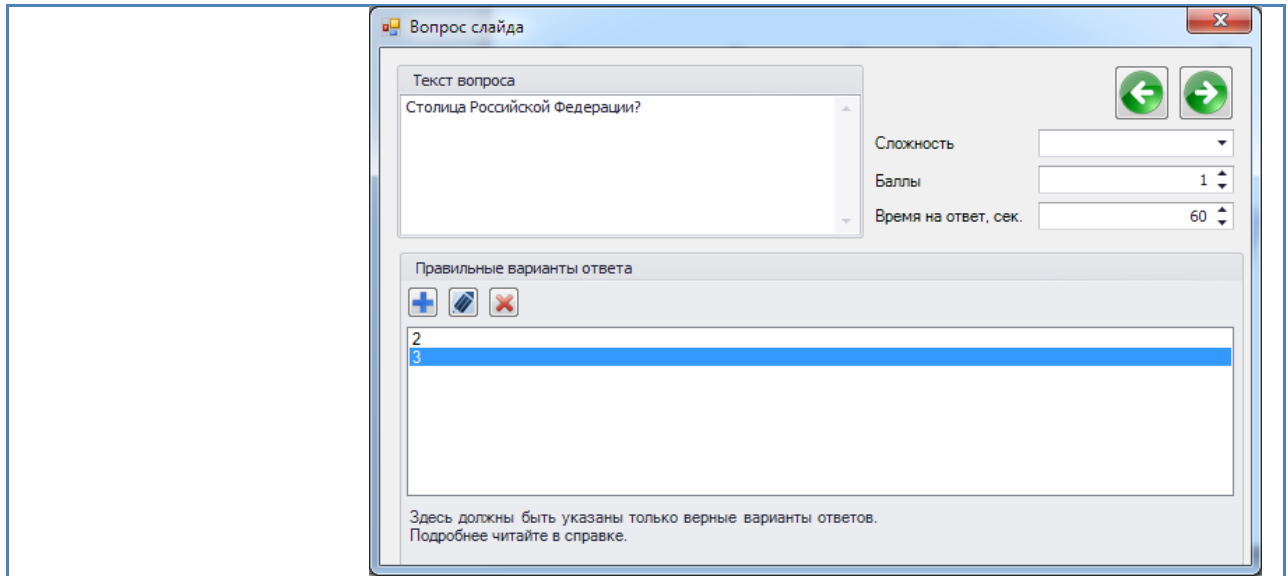 Вопрос слайда
Текст вопроса
Столица Российской Федерации?
Сложность
Баллы
1
Время на ответ, сек.
60
Правильные варианты ответа
2
3
Здесь должны быть указаны только верные варианты ответов.
Подробнее читайте в справке.